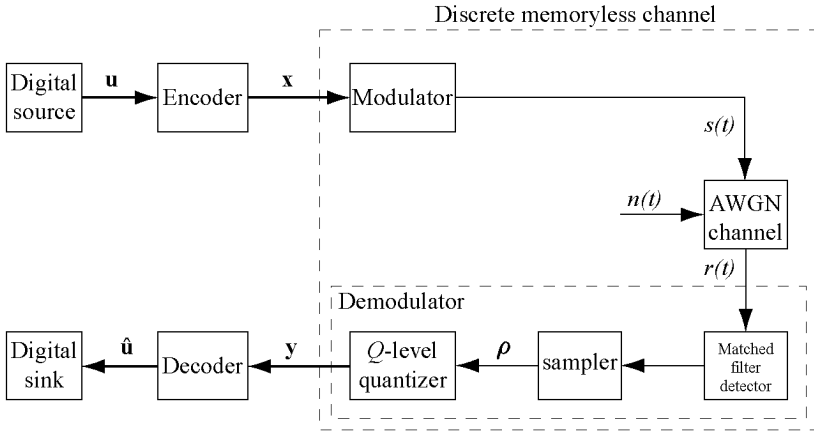 Discrete memoryless channel
Digital
source
u
Encoder
x
Modulator
s(t)
n(t)
AWGN
channel
r(t)
Demodulator
Digital
sink
û
Decoder
y
Q-level
quantizer
ρ
sampler
Matched
filter
detector